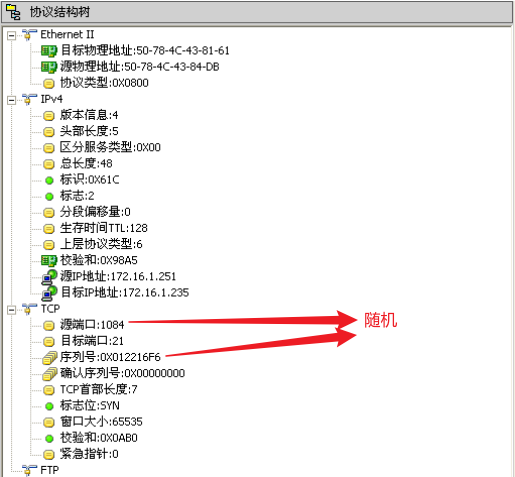 协议结构树
Ethernet II
目标物理地址:50-78-4C-43-81-61
源物理地址:50-78-4C-43-84-DB
协议类型:0X0800
IPv4
版本信息:4
头部长度:5
区分服务类型:0X00
总长度:48
标识:0X61C
标志:2
分段偏移量:0
生存时间TTL:128
上层协议类型:6
校验和:0X98A5
源IP地址:172.16.1.251
目标IP地址:172.16.1.235
TCP
源端口:1084
随机
目标端口:21
序列号:0X012216F6
确认序列号:0X00000000
TCP首部长度:7
标志位:SYN
窗口大小:65535
校验和:0X0AB0
紧急指针:0
FTP